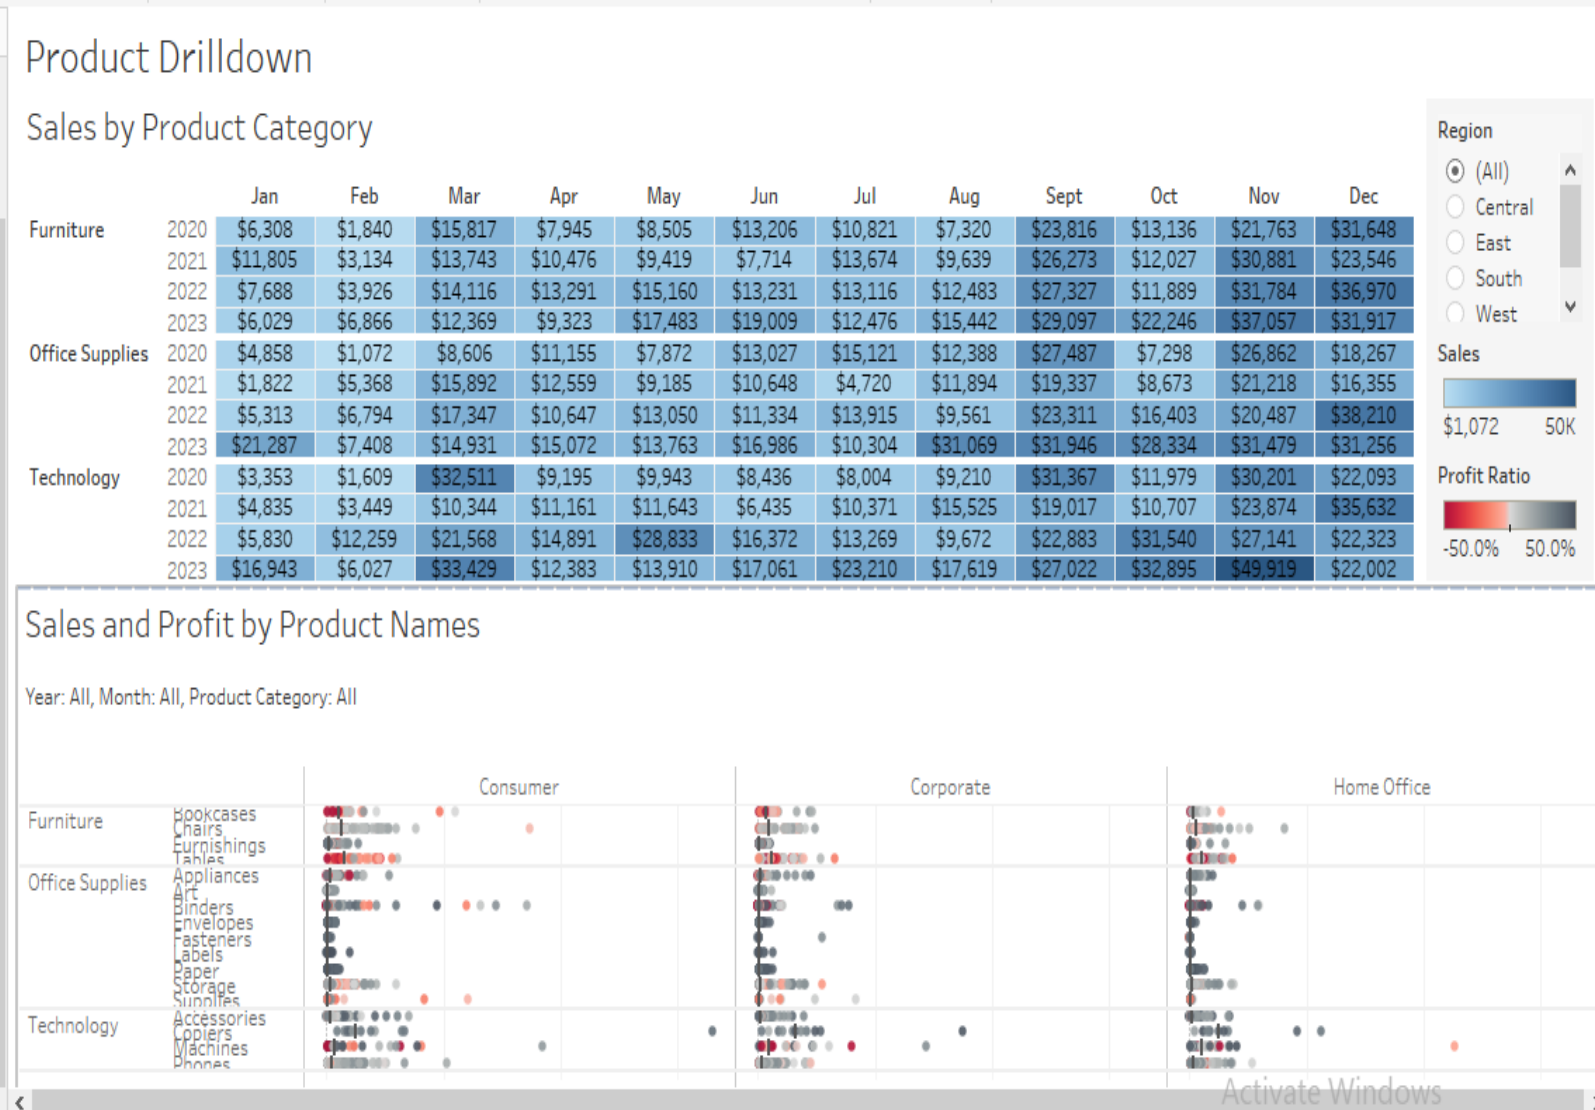 Product Drilldown
Sales by Product Category
Jan Feb Mar Apr May Jun Jul Aug Sept Oct Nov Dec
Furniture 2020 $6,308 $1,840 $15,817 $7,945 $8,505 $13,206 $10,821 $7,320 $23,816 $13,136 $21,763 $31,648
2021 $11,805 $3,134 $13,743 $10,476 $9,419 $7,714 $13,674 $9,639 $26,273 $12,027 $30,881 $23,546
2022 $7,688 $3,926 $14,116 $13,291 $15,160 $13,231 $13,116 $12,483 $27,327 $11,889 $31,784 $36,970
2023 $6,029 $6,866 $12,369 $9,323 $17,483 $19,009 $12,476 $15,442 $29,097 $22,246 $37,057 $31,917
Office Supplies 2020 $4,858 $1,072 $8,606 $11,155 $7,872 $13,027 $15,121 $12,388 $27,487 $7,298 $26,862 $18,267
2021 $1,822 $5,368 $15,892 $12,559 $9,185 $10,648 $4,720 $11,894 $19,337 $8,673 $21,218 $16,355
2022 $5,313 $6,794 $17,347 $10,647 $13,050 $11,334 $13,915 $9,561 $23,311 $16,403 $20,487 $38,210
2023 $21,287 $7,408 $14,931 $15,072 $13,763 $16,986 $10,304 $31,069 $31,946 $28,334 $31,479 $31,256
Technology 2020 $3,353 $1,609 $32,511 $9,195 $9,943 $8,436 $8,004 $9,210 $31,367 $11,979 $30,201 $22,093
2021 $4,835 $3,449 $10,344 $11,161 $11,643 $6,435 $10,371 $15,525 $19,017 $10,707 $23,874 $35,632
2022 $5,830 $12,259 $21,568 $14,891 $28,833 $16,372 $13,269 $9,672 $22,883 $31,540 $27,141 $22,323
2023 $16,943 $6,027 $33,429 $12,383 $13,910 $17,061 $23,210 $17,619 $27,022 $32,895 $49,919 $22,002
Region
(All)
Central
East
South
West
Sales
$1,072 50K
Profit Ratio
-50.0% 50.0%
Sales and Profit by Product Names
Year: All, Month: All, Product Category: All
Consumer Corporate Home Office
Furniture Bookcases
Chairs
Furnishings
Tables
Office Supplies Appliances
Art
Binders
Envelopes
Fasteners
Labels
Paper
Storage
Supplies
Technology Accessories
Copiers
Machines
Phones
Activate Windows